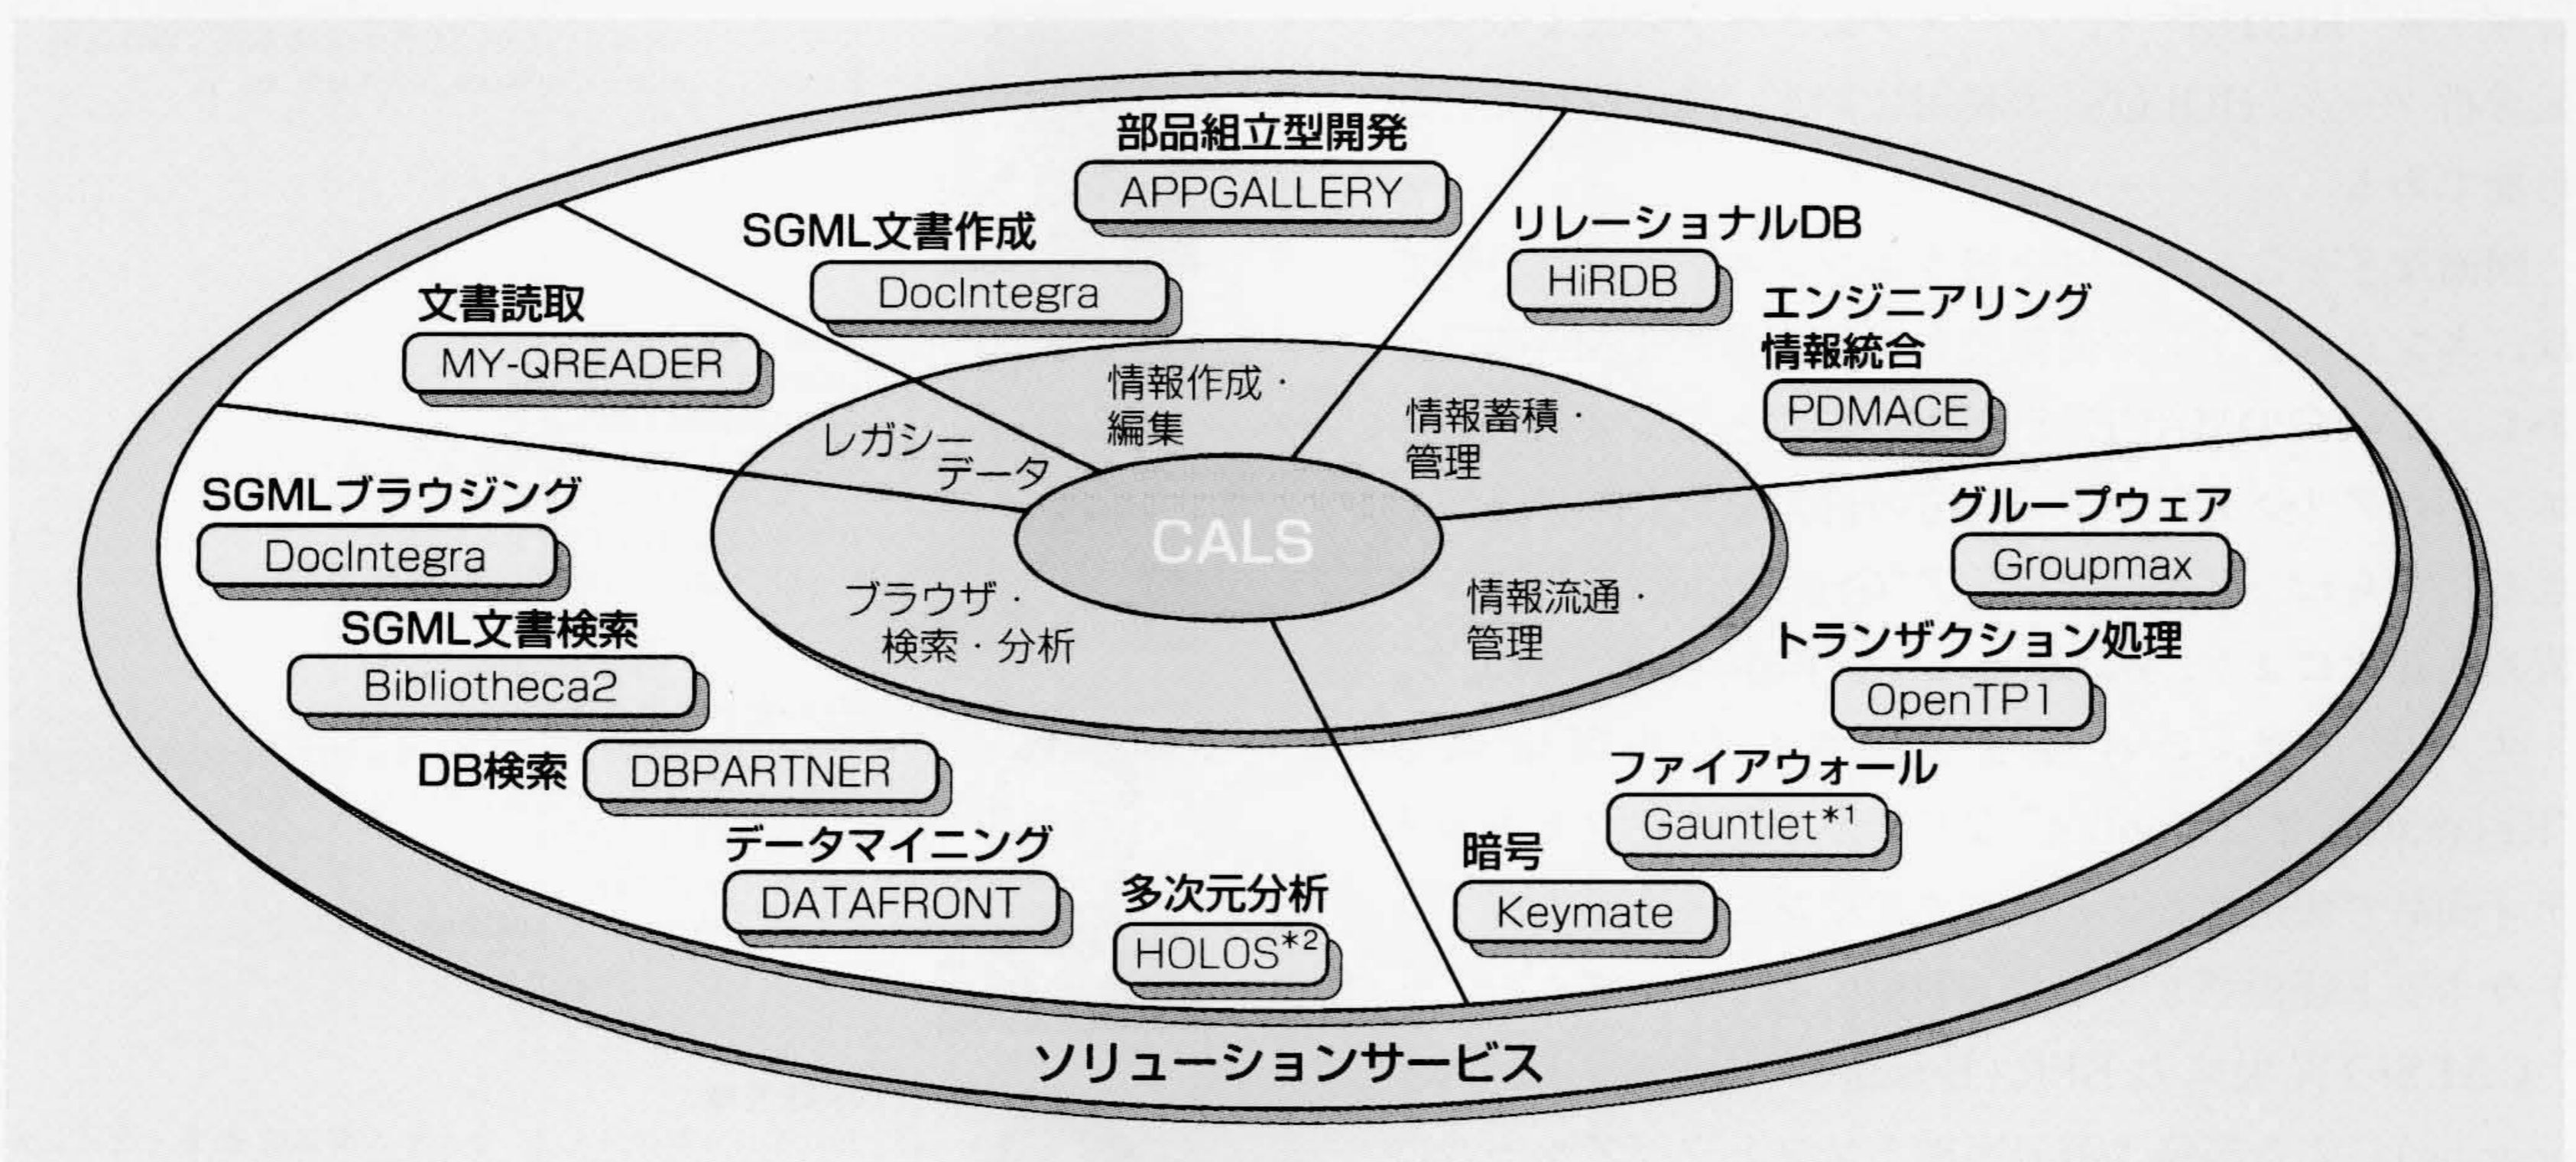 部品組立型開発
APPGALLERY
SGML文書作成
DocIntegra
リレーショナルDB
HiRDB
エンジニアリング
情報統合
PDMACE
文書読取
MY-QREADER
情報作成・
編集
情報蓄積・
管理
レガシー
データ
CALS
ブラウザ・
検索・分析
情報流通・
管理
SGMLブラウジング
DocIntegra
SGML文書検索
Bibliotheca2
DB検索 DBPARTNER
データマイニング
DATAFRONT
多次元分析
HOLOS*2
グループウェア
Groupmax
トランザクション処理
OpenTP1
ファイアウォール
Gauntlet*1
暗号
Keymate
ソリューションサービス